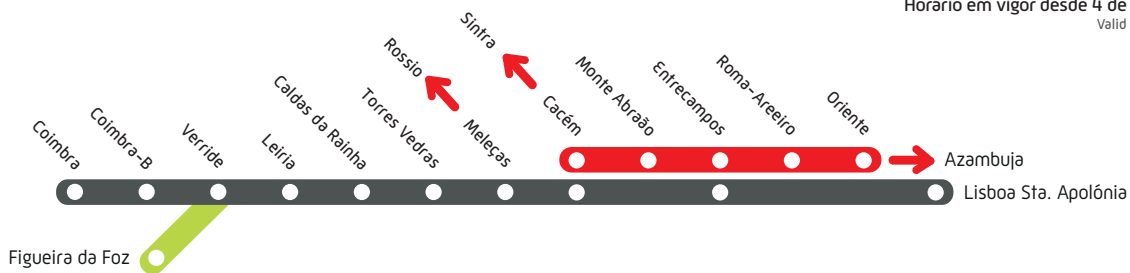 Horário em vigor desde 4 de
Valid
Coimbra
Coimbra-B
Verride
Leiria
Caldas da Rainha
Torres Vedras
Rossio
Meleças
Sintra
Cacém
Monte Abraão
Entrecampos
Roma-Areeiro
Oriente
Azambuja
Lisboa Sta. Apolónia
Figueira da Foz